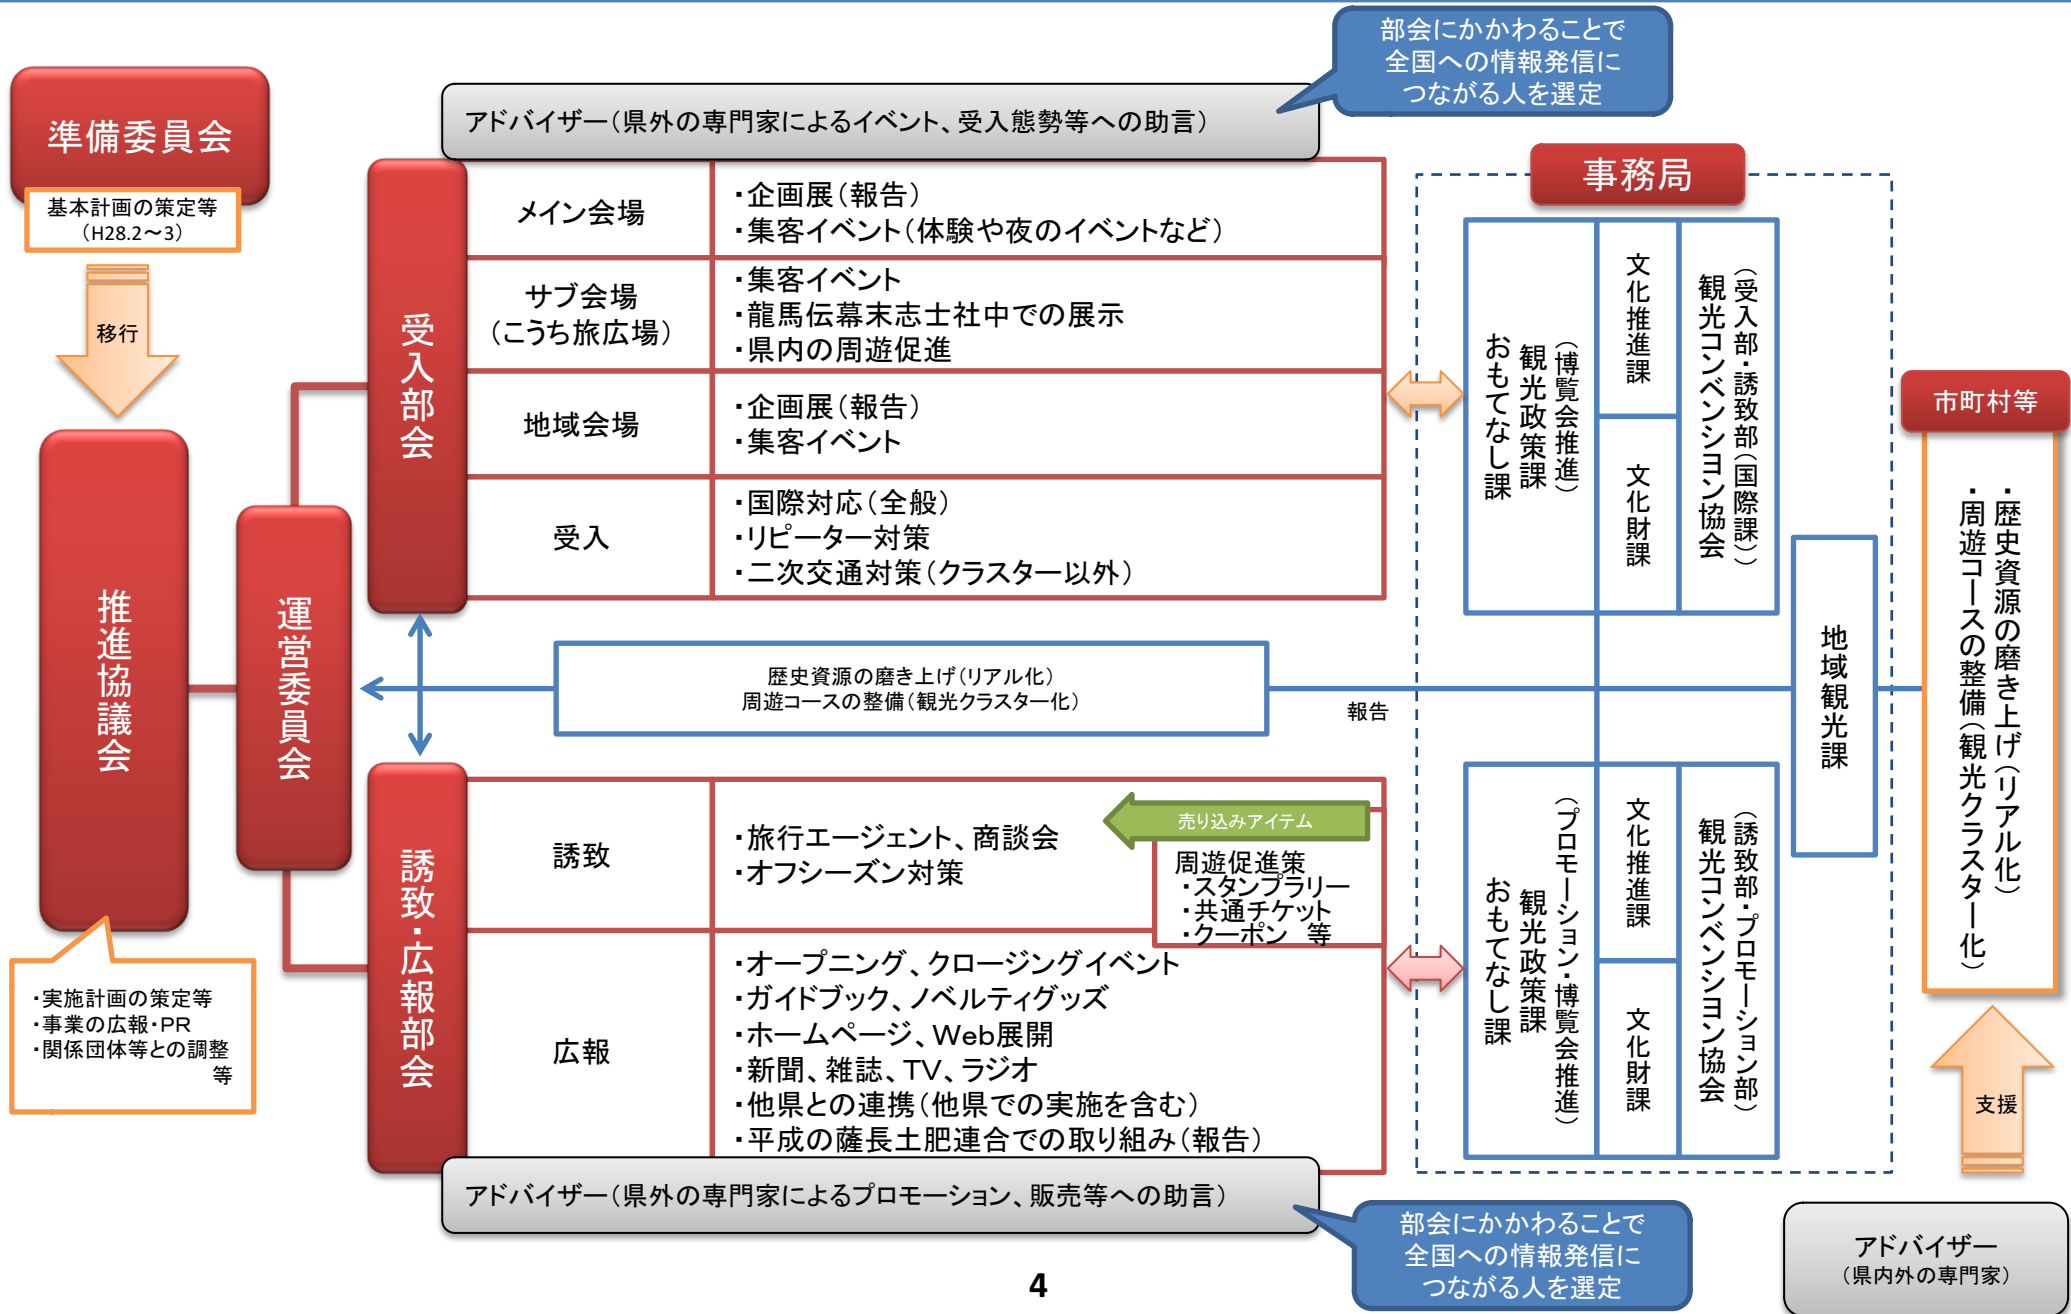 部会にかかわることで
全国への情報発信に
つながる人を選定
準備委員会
基本計画の策定等
（H28.2～3）
移行
推進協議会
・実施計画の策定等
・事業の広報・PR
・関係団体等との調整
等
運営委員会
アドバイザー（県外の専門家によるイベント、受入態勢等への助言）
受入部会
メイン会場
・企画展（報告）
・集客イベント（体験や夜のイベントなど）
サブ会場
（こうち旅広場）
・集客イベント
・龍馬伝幕末志士社中での展示
・県内の周遊促進
地域会場
・企画展（報告）
・集客イベント
受入
・国際対応（全般）
・リピーター対策
・二次交通対策（クラスター以外）
歴史資源の磨き上げ（リアル化）
周遊コースの整備（観光クラスター化）
報告
誘致・広報部会
誘致
・旅行エージェント、商談会
・オフシーズン対策
売り込みアイテム
周遊促進策
・スタンプラリー
・共通チケット
・クーポン　等
広報
・オープニング、クロージングイベント
・ガイドブック、ノベルティグッズ
・ホームページ、Web展開
・新聞、雑誌、TV、ラジオ
・他県との連携（他県での実施を含む）
・平成の薩長土肥連合での取り組み（報告）
アドバイザー（県外の専門家によるプロモーション、販売等への助言）
部会にかかわることで
全国への情報発信に
つながる人を選定
事務局
（博覧会推進）
観光政策課
おもてなし課
文化推進課
文化財課
（受入部・誘致部（国際課））
観光コンベンション協会
地域観光課
（プロモーション・博覧会推進）
観光政策課
おもてなし課
文化推進課
文化財課
（誘致部・プロモーション部）
観光コンベンション協会
市町村等
・歴史資源の磨き上げ（リアル化）
・周遊コースの整備（観光クラスター化）
支援
アドバイザー
（県内外の専門家）
4